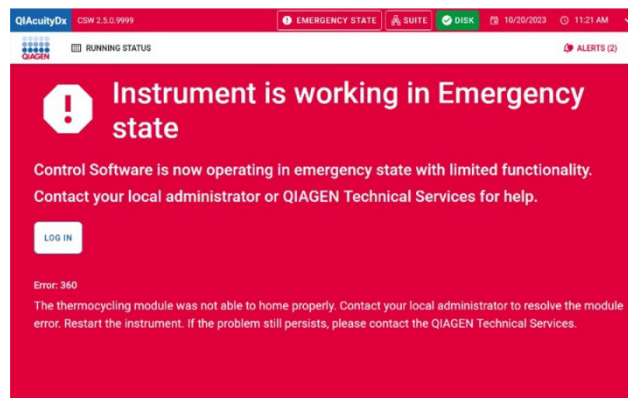 QIAcuityDx CSW 2.5.0.9999 EMERGENCY STATE SUITE DISK 10/20/2023 11:21 AM
QIAGEN RUNNING STATUS ALERTS (2)
Instrument is working in Emergency
state
Control Software is now operating in emergency state with limited functionality.
Contact your local administrator or QIAGEN Technical Services for help.
LOG IN
Error: 360
The thermocycling module was not able to home properly. Contact your local administrator to resolve the module
error. Restart the instrument. If the problem still persists, please contact the QIAGEN Technical Services.